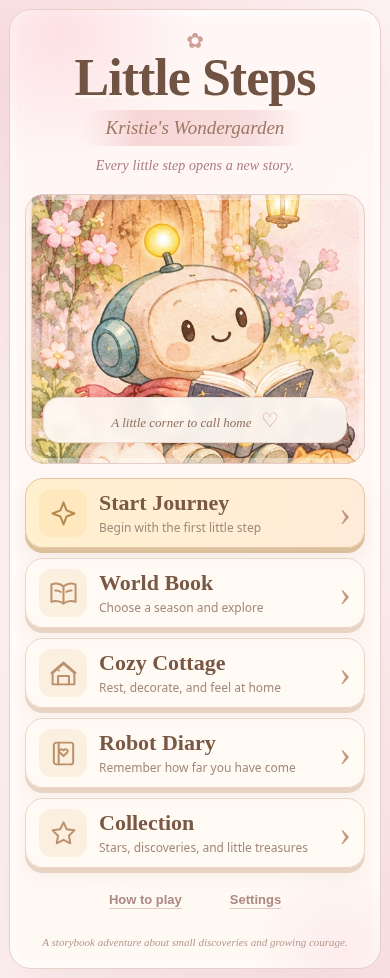 Little Steps
Kristie's Wondergarden
Every little step opens a new story.
A little corner to call home
Start Journey
Begin with the first little step
World Book
Choose a season and explore
Cozy Cottage
Rest, decorate, and feel at home
Robot Diary
Remember how far you have come
Collection
Stars, discoveries, and little treasures
How to play Settings
A storybook adventure about small discoveries and growing courage.